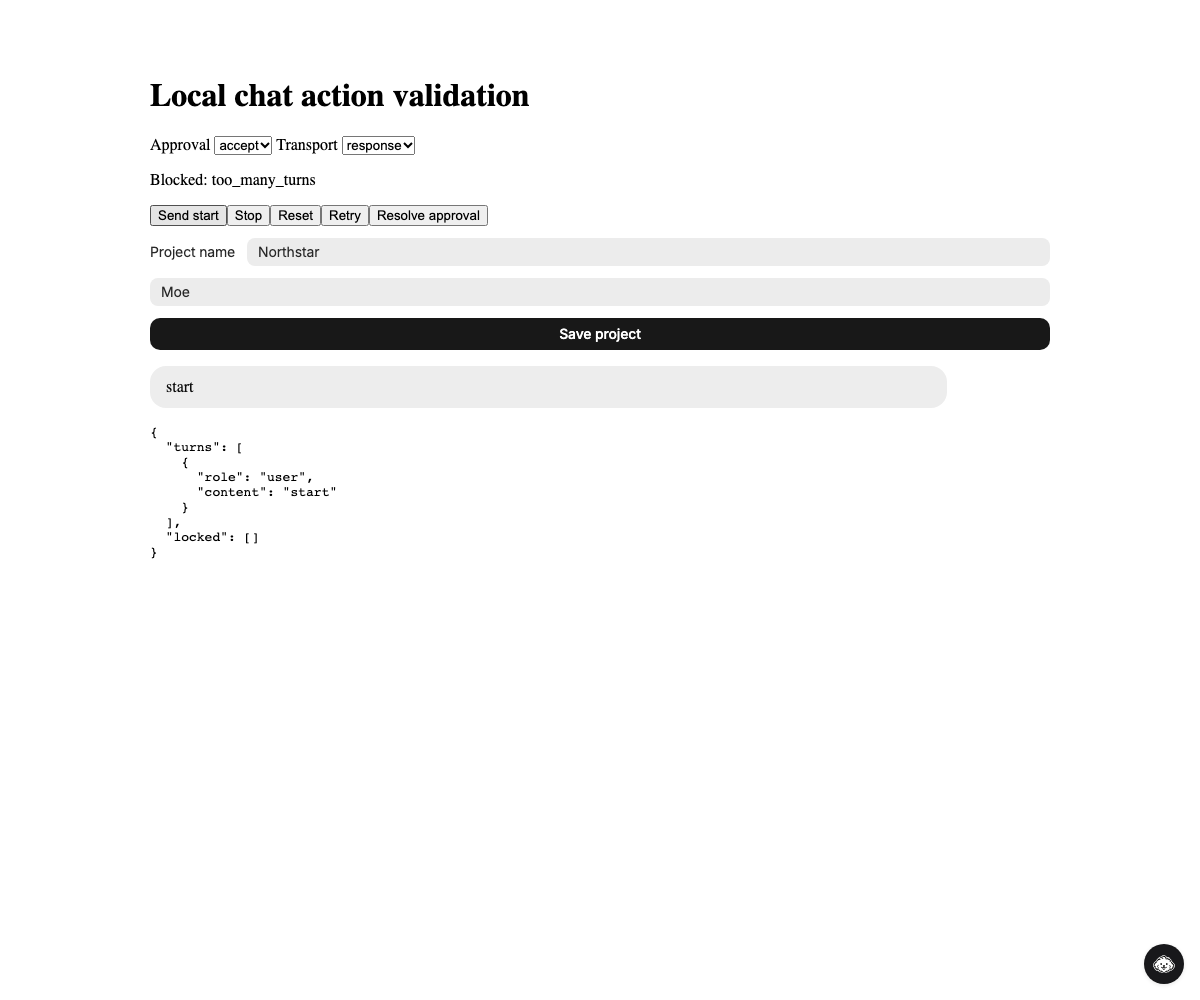 Local chat action validation
Approval accept Transport response
Blocked: too_many_turns
Send start Stop Reset Retry Resolve approval
Project name Northstar
Moe
Save project
start
{
  "turns": [
    {
      "role": "user",
      "content": "start"
    }
  ],
  "locked": []
}